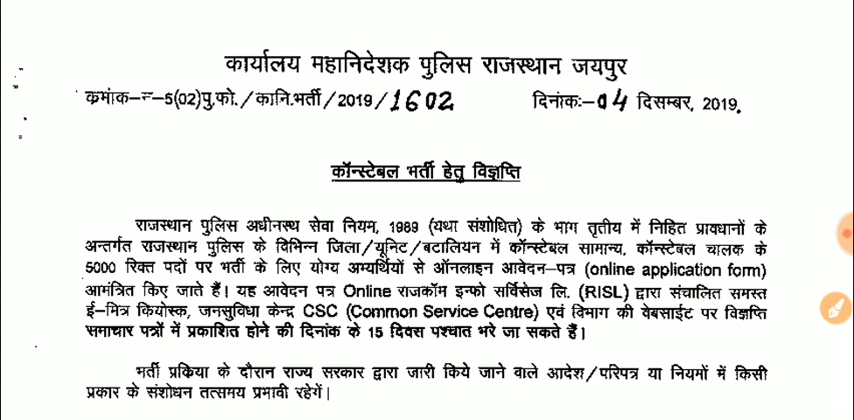 कार्यालय महानिदेशक पुलिस राजस्थान जयपुर
क्रमांक–न–5(02)पु.फो./कानि.भर्ती/2019/1602 दिनांकः–04 दिसम्बर, 2019.
कॉन्स्टेबल भर्ती हेतु विज्ञप्ति
राजस्थान पुलिस अधीनस्थ सेवा नियम, 1989 (यथा संशोधित) के भाग तृतीय में निहित प्रावधानों के
अन्तर्गत राजस्थान पुलिस के विभिन्न जिला/यूनिट/बटालियन में कॉन्स्टेबल सामान्य, कॉन्स्टेबल चालक के
5000 रिक्त पदों पर भर्ती के लिए योग्य अभ्यर्थियों से ऑनलाइन आवेदन–पत्र (online application form)
आमंत्रित किए जाते हैं। यह आवेदन पत्र Online राजकॉम इन्फो सर्विसेज लि. (RISL) द्वारा संचालित समस्त
ई–मित्र कियोस्क, जनसुविधा केन्द्र CSC (Common Service Centre) एवं विभाग की वेबसाईट पर विज्ञप्ति
समाचार पत्रों में प्रकाशित होने की दिनांक के 15 दिवस पश्चात भरे जा सकते हैं।
भर्ती प्रक्रिया के दौरान राज्य सरकार द्वारा जारी किये जाने वाले आदेश/परिपत्र या नियमों में किसी
प्रकार के संशोधन तत्समय प्रभावी रहेगें।